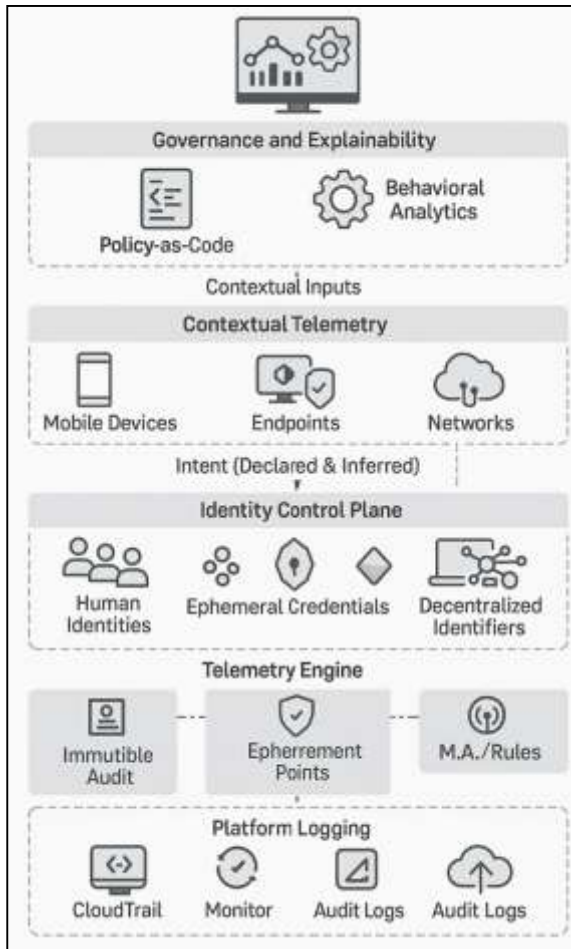 Governance and Explainability
Policy-as-Code
Behavioral
Analytics
Contextual Inputs
Contextual Telemetry
Mobile Devices
Endpoints
Networks
Intent (Declared & Inferred)
Identity Control Plane
Human
Identities
Ephemeral Credentials
Decentralized
Identifiers
Telemetry Engine
Immutible
Audit
Epherrement
Points
M.A./Rules
Platform Logging
CloudTrail
Monitor
Audit Logs
Audit Logs